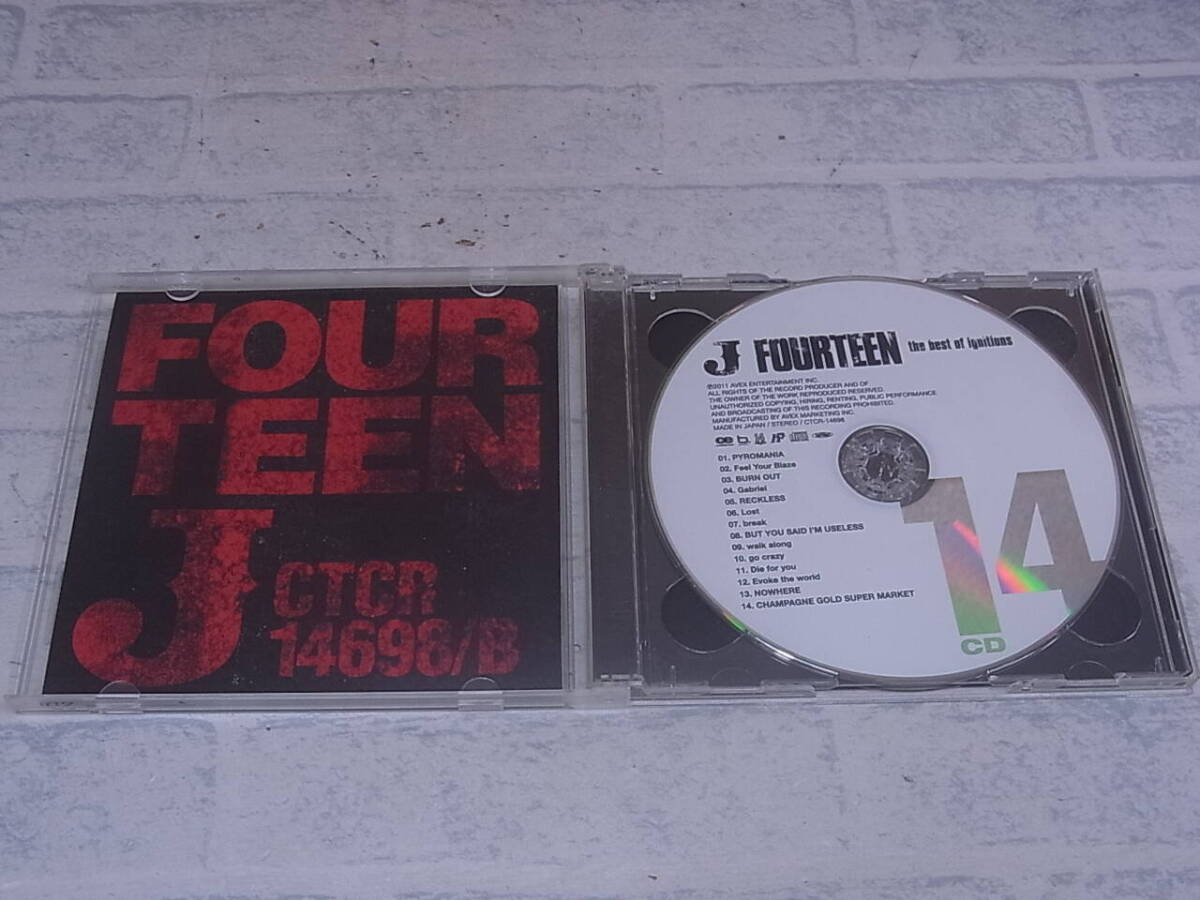 FOUR
TEEN
J CTCR
14698/B
J FOURTEEN the best of ignitions
℗2011 AVEX ENTERTAINMENT INC.
ALL RIGHTS OF THE RECORD PRODUCER AND OF
THE OWNER OF THE WORK REPRODUCED RESERVED.
UNAUTHORIZED COPYING, HIRING, RENTING, PUBLIC PERFORMANCE
AND BROADCASTING OF THIS RECORDING PROHIBITED.
MANUFACTURED BY AVEX MARKETING INC.
MADE IN JAPAN / STEREO / CTCR-14698
01. PYROMANIA
02. Feel Your Blaze
03. BURN OUT
04. Gabriel
05. RECKLESS
06. Lost
07. break
08. BUT YOU SAID I'M USELESS
09. walk along
10. go crazy
11. Die for you
12. Evoke the world
13. NOWHERE
14. CHAMPAGNE GOLD SUPER MARKET
14
CD